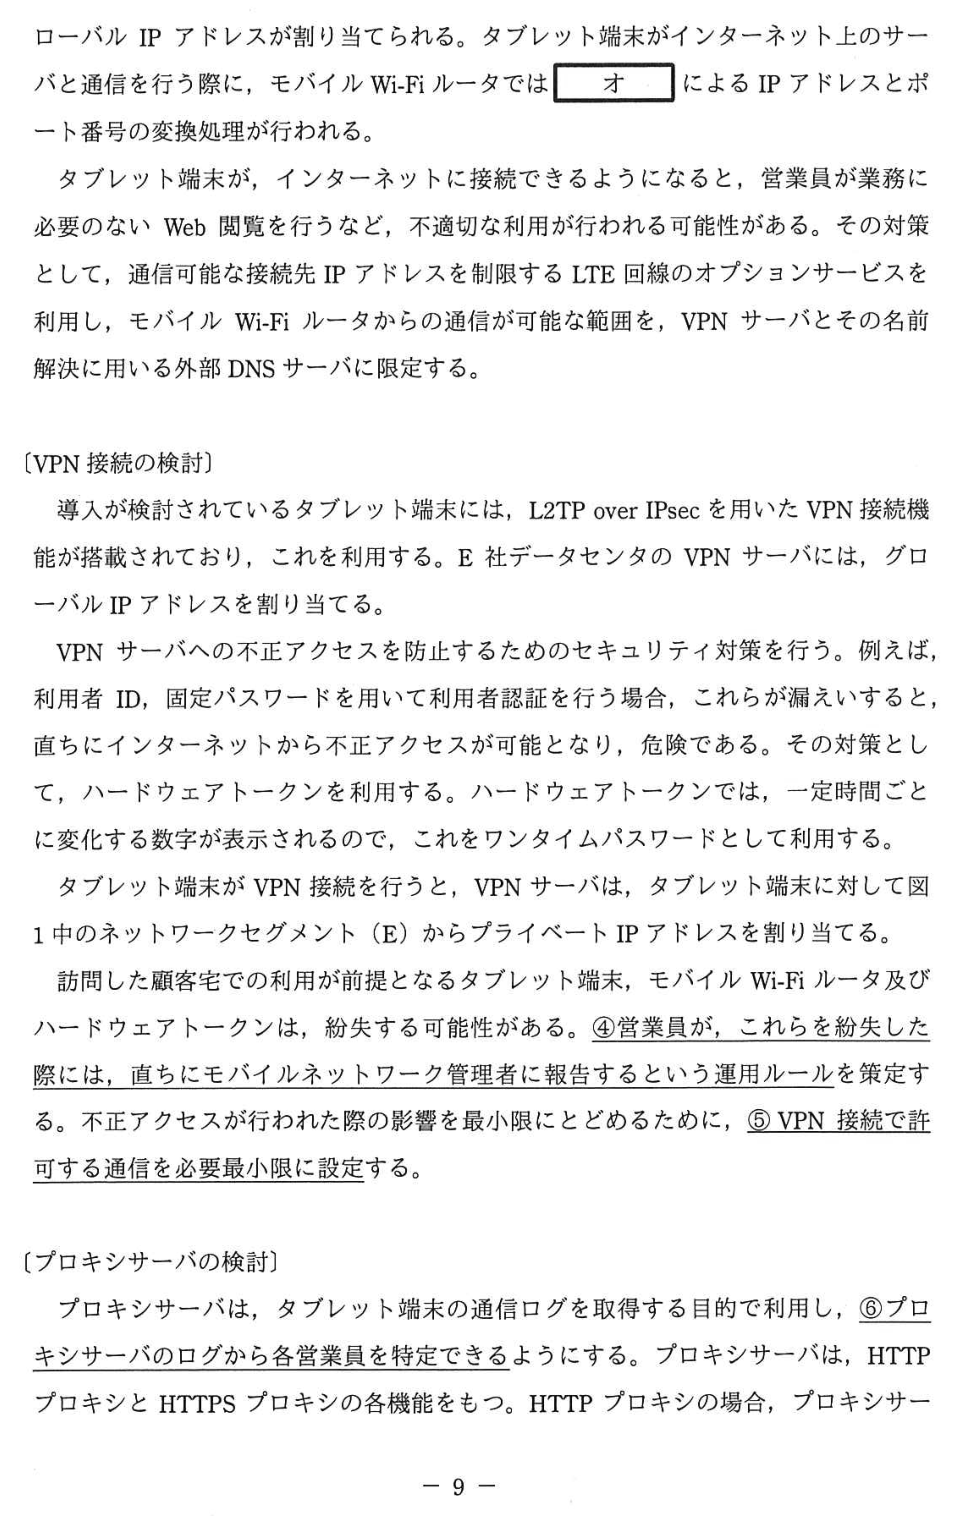 ローバル IP アドレスが割り当てられる。タブレット端末がインターネット上のサー
バと通信を行う際に，モバイル Wi-Fi ルータでは オ による IP アドレスとポ
ート番号の変換処理が行われる。
タブレット端末が，インターネットに接続できるようになると，営業員が業務に
必要のない Web 閲覧を行うなど，不適切な利用が行われる可能性がある。その対策
として，通信可能な接続先 IP アドレスを制限する LTE 回線のオプションサービスを
利用し，モバイル Wi-Fi ルータからの通信が可能な範囲を，VPN サーバとその名前
解決に用いる外部 DNS サーバに限定する。
〔VPN 接続の検討〕
導入が検討されているタブレット端末には，L2TP over IPsec を用いた VPN 接続機
能が搭載されており，これを利用する。E 社データセンタの VPN サーバには，グロ
ーバル IP アドレスを割り当てる。
VPN サーバへの不正アクセスを防止するためのセキュリティ対策を行う。例えば，
利用者 ID，固定パスワードを用いて利用者認証を行う場合，これらが漏えいすると，
直ちにインターネットから不正アクセスが可能となり，危険である。その対策とし
て，ハードウェアトークンを利用する。ハードウェアトークンでは，一定時間ごと
に変化する数字が表示されるので，これをワンタイムパスワードとして利用する。
タブレット端末が VPN 接続を行うと，VPN サーバは，タブレット端末に対して図
1 中のネットワークセグメント（E）からプライベート IP アドレスを割り当てる。
訪問した顧客宅での利用が前提となるタブレット端末，モバイル Wi-Fi ルータ及び
ハードウェアトークンは，紛失する可能性がある。④営業員が，これらを紛失した
際には，直ちにモバイルネットワーク管理者に報告するという運用ルールを策定す
る。不正アクセスが行われた際の影響を最小限にとどめるために，⑤VPN 接続で許
可する通信を必要最小限に設定する。
〔プロキシサーバの検討〕
プロキシサーバは，タブレット端末の通信ログを取得する目的で利用し，⑥プロ
キシサーバのログから各営業員を特定できるようにする。プロキシサーバは，HTTP
プロキシと HTTPS プロキシの各機能をもつ。HTTP プロキシの場合，プロキシサー
－ 9 －